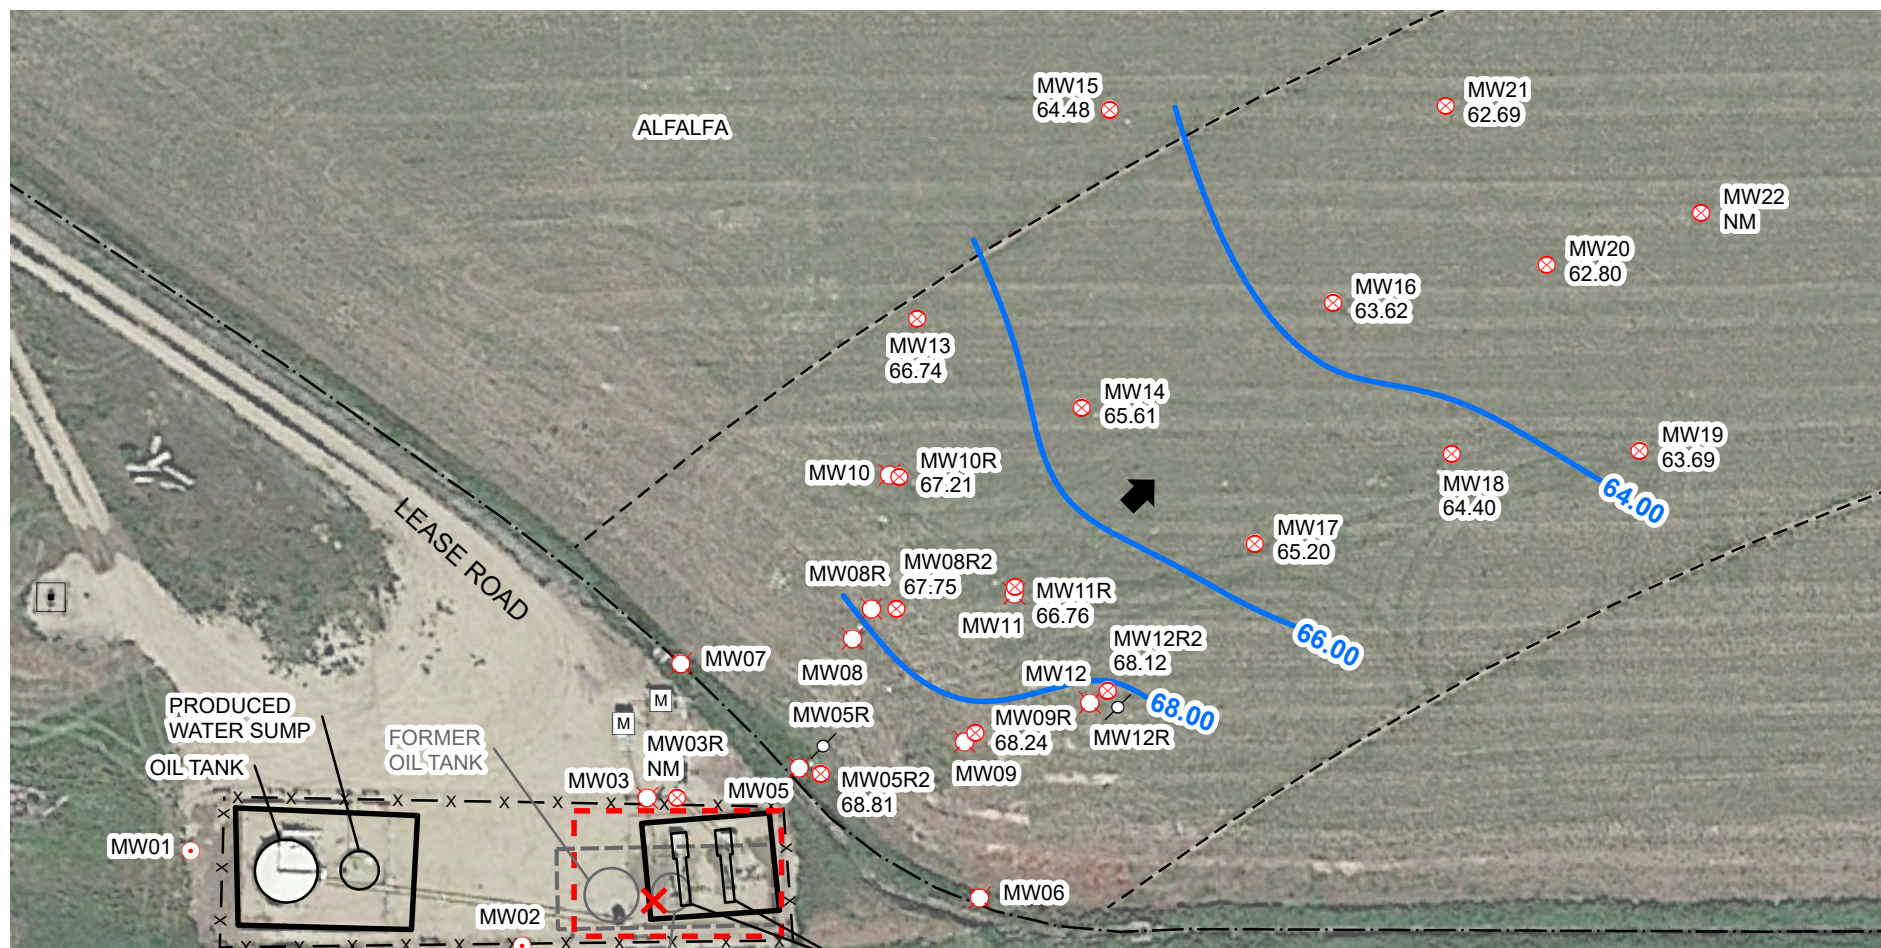 MW15
64.48
MW21
62.69
ALFALFA
MW22
NM
MW20
62.80
MW16
63.62
MW13
66.74
MW14
65.61
MW19
63.69
MW10
MW10R
67.21
MW18
64.40
64.00
LEASE ROAD
MW17
65.20
MW08R
MW08R2
67.75
MW11R
66.76
MW11
66.00
MW12R2
68.12
MW07
MW08
MW12
68.00
M
M
PRODUCED
WATER SUMP
MW05R
MW09R
68.24
MW12R
FORMER
OIL TANK
MW03R
NM
OIL TANK
MW03
MW05
MW05R2
68.81
MW09
MW01
MW06
MW02